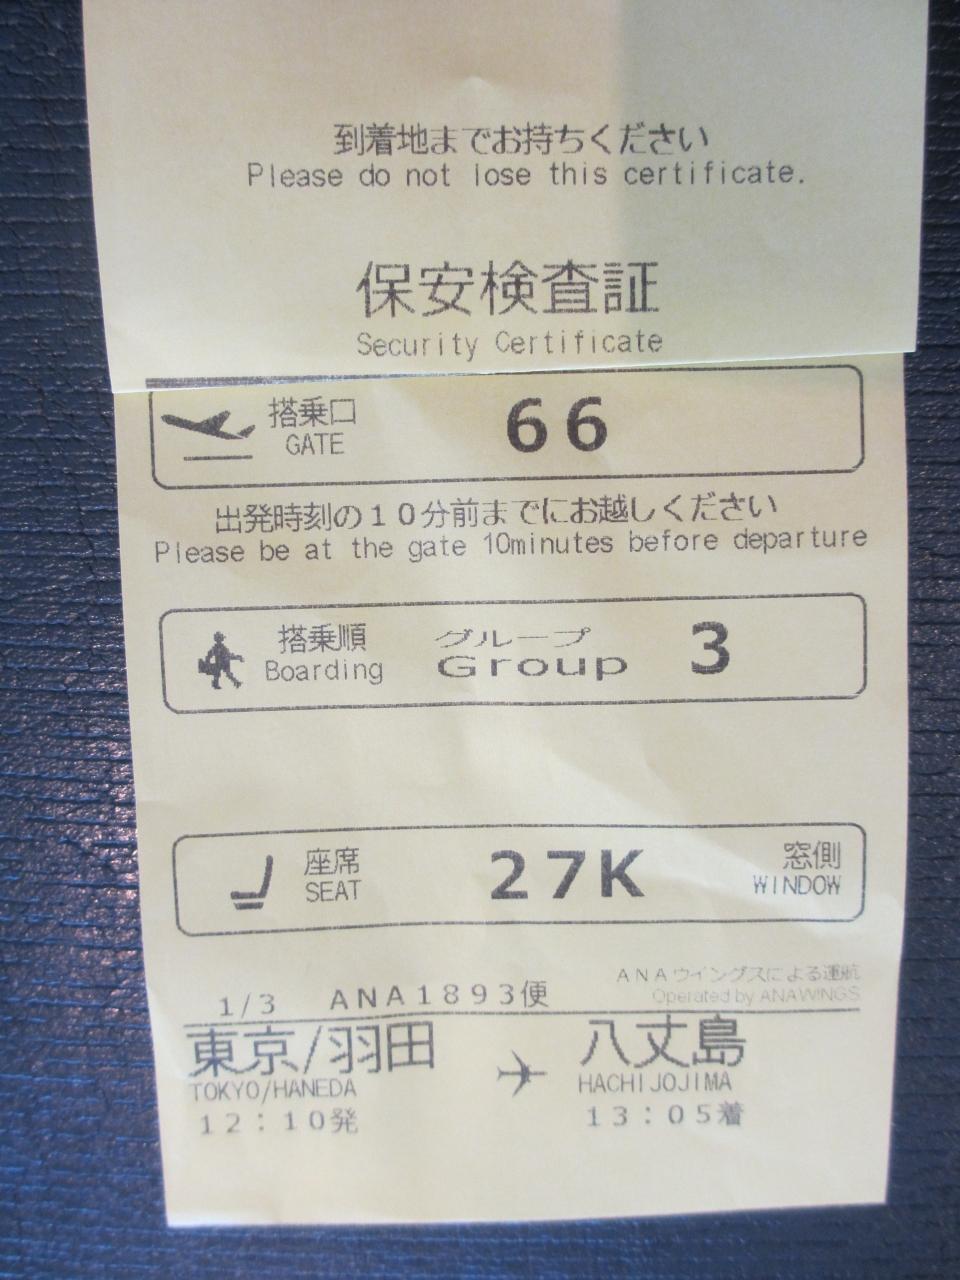 到着地までお持ちください
Please do not lose this certificate.
保安検査証
Security Certificate
搭乗口
GATE
66
出発時刻の10分前までにお越しください
Please be at the gate 10minutes before departure
搭乗順
Boarding
グループ
Group
3
座席
SEAT
27K
窓側
WINDOW
1/3 ANA1893便
ANAウイングスによる運航
Operated by ANAWINGS
東京/羽田
TOKYO/HANEDA
12:10発
八丈島
HACHIJOJIMA
13:05着